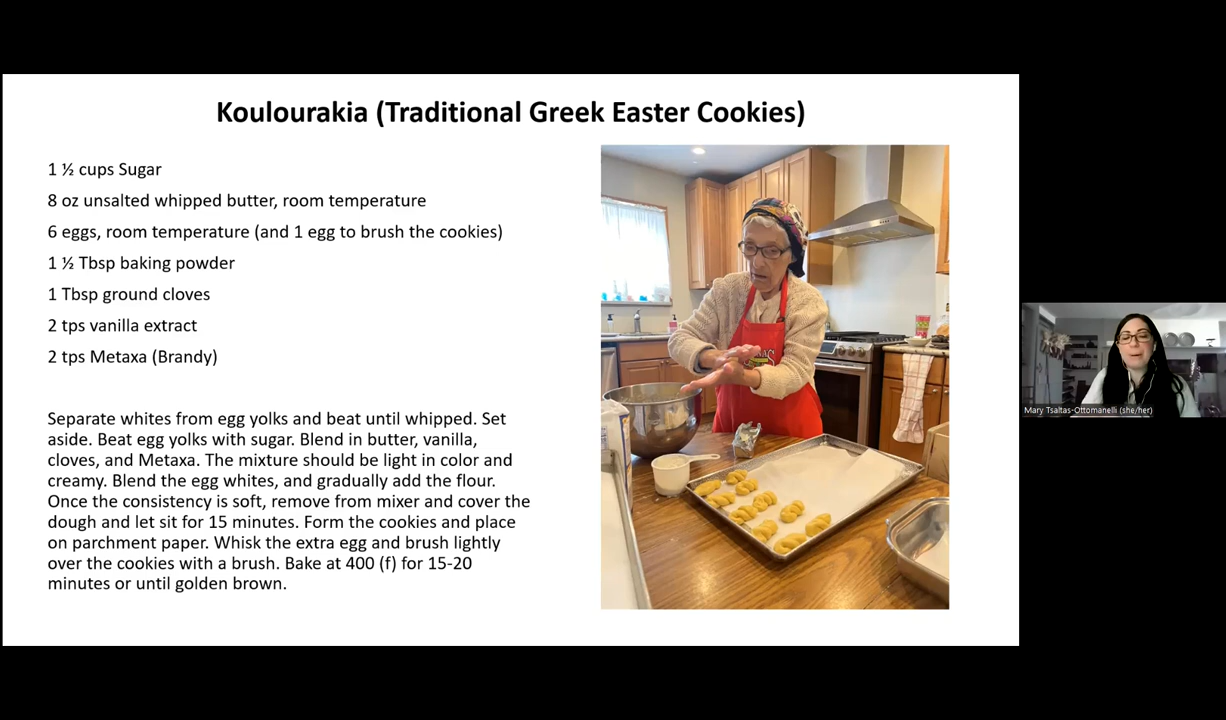 Koulourakia (Traditional Greek Easter Cookies)
1 ½ cups Sugar
8 oz unsalted whipped butter, room temperature
6 eggs, room temperature (and 1 egg to brush the cookies)
1 ½ Tbsp baking powder
1 Tbsp ground cloves
2 tps vanilla extract
2 tps Metaxa (Brandy)
Separate whites from egg yolks and beat until whipped. Set
aside. Beat egg yolks with sugar. Blend in butter, vanilla,
cloves, and Metaxa. The mixture should be light in color and
creamy. Blend the egg whites, and gradually add the flour.
Once the consistency is soft, remove from mixer and cover the
dough and let sit for 15 minutes. Form the cookies and place
on parchment paper. Whisk the extra egg and brush lightly
over the cookies with a brush. Bake at 400 (f) for 15-20
minutes or until golden brown.
Mary Tsaltas-Ottomanelli (she/her)